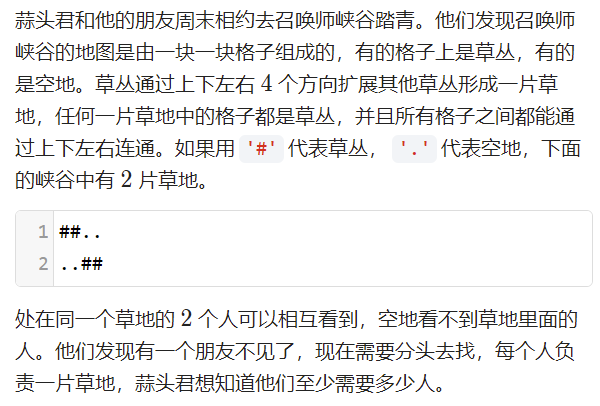 蒜头君和他的朋友周末相约去召唤师峡谷踏青。他们发现召唤师
峡谷的地图是由一块一块格子组成的，有的格子上是草丛，有的
是空地。草丛通过上下左右 4 个方向扩展其他草丛形成一片草
地，任何一片草地中的格子都是草丛，并且所有格子之间都能通
过上下左右连通。如果用 '#' 代表草丛， '.' 代表空地，下面
的峡谷中有 2 片草地。
1 ##..
2 ..##
处在同一个草地的 2 个人可以相互看到，空地看不到草地里面的
人。他们发现有一个朋友不见了，现在需要分头去找，每个人负
责一片草地，蒜头君想知道他们至少需要多少人。